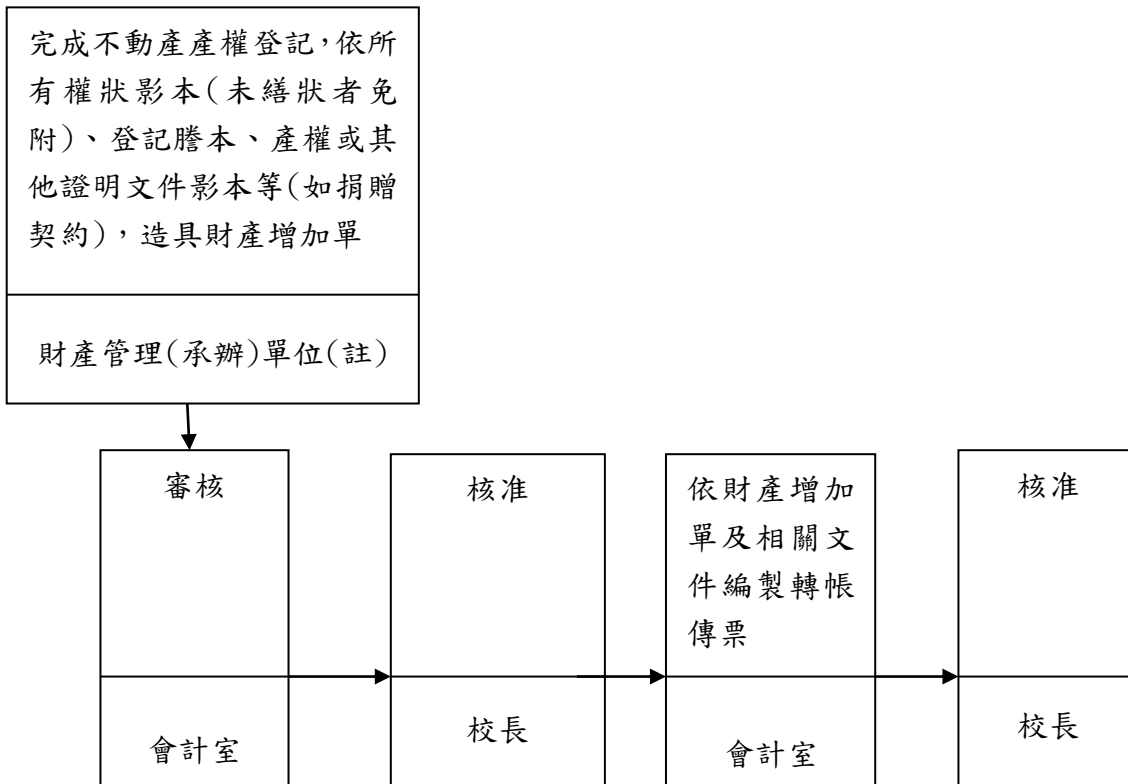 完成不動產產權登記，依所
有權狀影本(未繕狀者免
附)、登記謄本、產權或其
他證明文件影本等(如捐贈
契約)，造具財產增加單
財產管理(承辦)單位(註)
審核
會計室
核准
校長
依財產增加
單及相關文
件編製轉帳
傳票
會計室
核准
校長